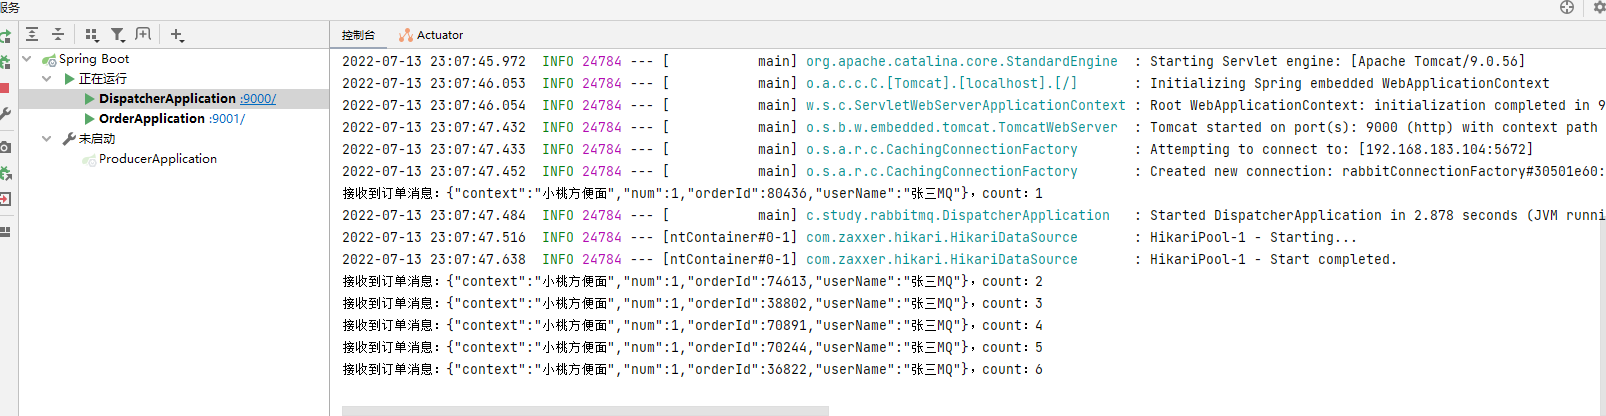 服务
Spring Boot
正在运行
DispatcherApplication :9000/
OrderApplication :9001/
未启动
ProducerApplication
控制台 Actuator
2022-07-13 23:07:45.972 INFO 24784 --- [ main] org.apache.catalina.core.StandardEngine : Starting Servlet engine: [Apache Tomcat/9.0.56]
2022-07-13 23:07:46.053 INFO 24784 --- [ main] o.a.c.c.C.[Tomcat].[localhost].[/] : Initializing Spring embedded WebApplicationContext
2022-07-13 23:07:46.054 INFO 24784 --- [ main] w.s.c.ServletWebServerApplicationContext : Root WebApplicationContext: initialization completed in 9
2022-07-13 23:07:47.432 INFO 24784 --- [ main] o.s.b.w.embedded.tomcat.TomcatWebServer : Tomcat started on port(s): 9000 (http) with context path
2022-07-13 23:07:47.433 INFO 24784 --- [ main] o.s.a.r.c.CachingConnectionFactory : Attempting to connect to: [192.168.183.104:5672]
2022-07-13 23:07:47.452 INFO 24784 --- [ main] o.s.a.r.c.CachingConnectionFactory : Created new connection: rabbitConnectionFactory#30501e60:
接收到订单消息：{"context":"小桃方便面","num":1,"orderId":80436,"userName":"张三MQ"}，count：1
2022-07-13 23:07:47.484 INFO 24784 --- [ main] c.study.rabbitmq.DispatcherApplication : Started DispatcherApplication in 2.878 seconds (JVM runni
2022-07-13 23:07:47.516 INFO 24784 --- [ntContainer#0-1] com.zaxxer.hikari.HikariDataSource : HikariPool-1 - Starting...
2022-07-13 23:07:47.638 INFO 24784 --- [ntContainer#0-1] com.zaxxer.hikari.HikariDataSource : HikariPool-1 - Start completed.
接收到订单消息：{"context":"小桃方便面","num":1,"orderId":74613,"userName":"张三MQ"}，count：2
接收到订单消息：{"context":"小桃方便面","num":1,"orderId":38802,"userName":"张三MQ"}，count：3
接收到订单消息：{"context":"小桃方便面","num":1,"orderId":70891,"userName":"张三MQ"}，count：4
接收到订单消息：{"context":"小桃方便面","num":1,"orderId":70244,"userName":"张三MQ"}，count：5
接收到订单消息：{"context":"小桃方便面","num":1,"orderId":36822,"userName":"张三MQ"}，count：6